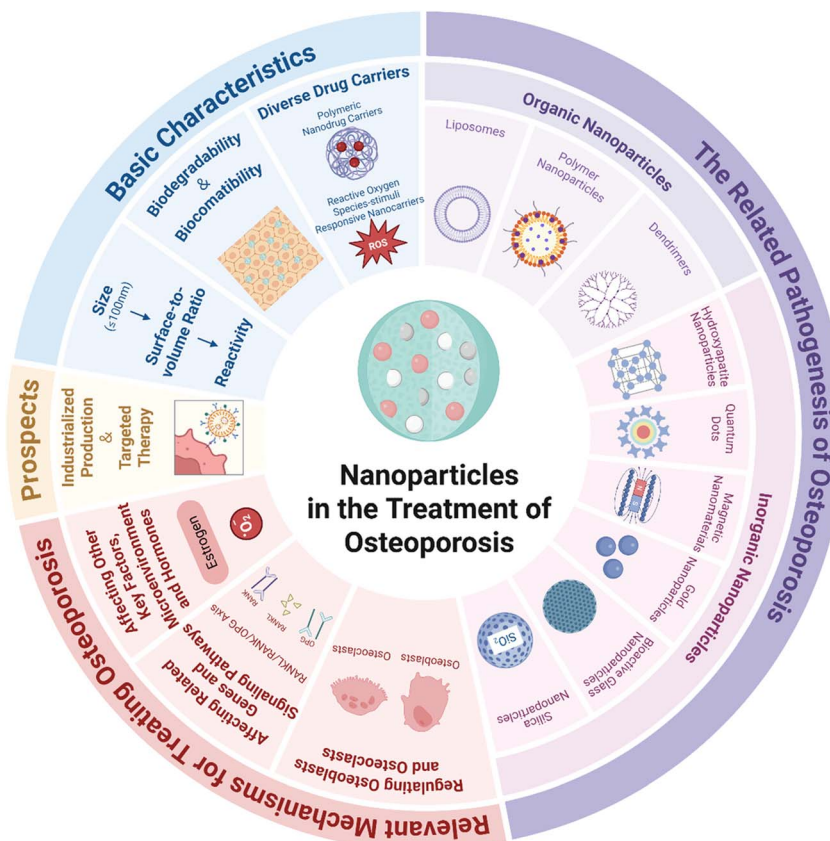 Nanoparticles
in the Treatment of
Osteoporosis
Basic Characteristics
Size
(≤100nm)
Surface-to-
volume Ratio
Reactivity
Biodegradability
&
Biocomatibility
Diverse Drug Carriers
Polymeric
Nanodrug Carriers
Reactive Oxygen
Species-stimuli
Responsive Nanocarriers
ROS
The Related Pathogenesis of Osteoporosis
Organic Nanoparticles
Liposomes
Polymer
Nanoparticles
Dendrimers
Inorganic Nanoparticles
Hydroxyapatite
Nanoparticles
Quantum
Dots
Magnetic
Nanomaterials
N
S
Gold
Nanoparticles
Bioactive Glass
Nanoparticles
Silica
Nanoparticles
SiO₂
Relevant Mechanisms for Treating Osteoporosis
Regulating Osteoblasts
and Osteoclasts
Osteoblasts
Osteoclasts
Affecting Related
Genes and
Signaling Pathways
RANKL/RANK/OPG AXIS
OPG
RANKL
RANK
Affecting Other
Key Factors,
Microenvironment
and Hormones
Estrogen
·O₂⁻
Prospects
Industrialized
Production
&
Targeted
Therapy